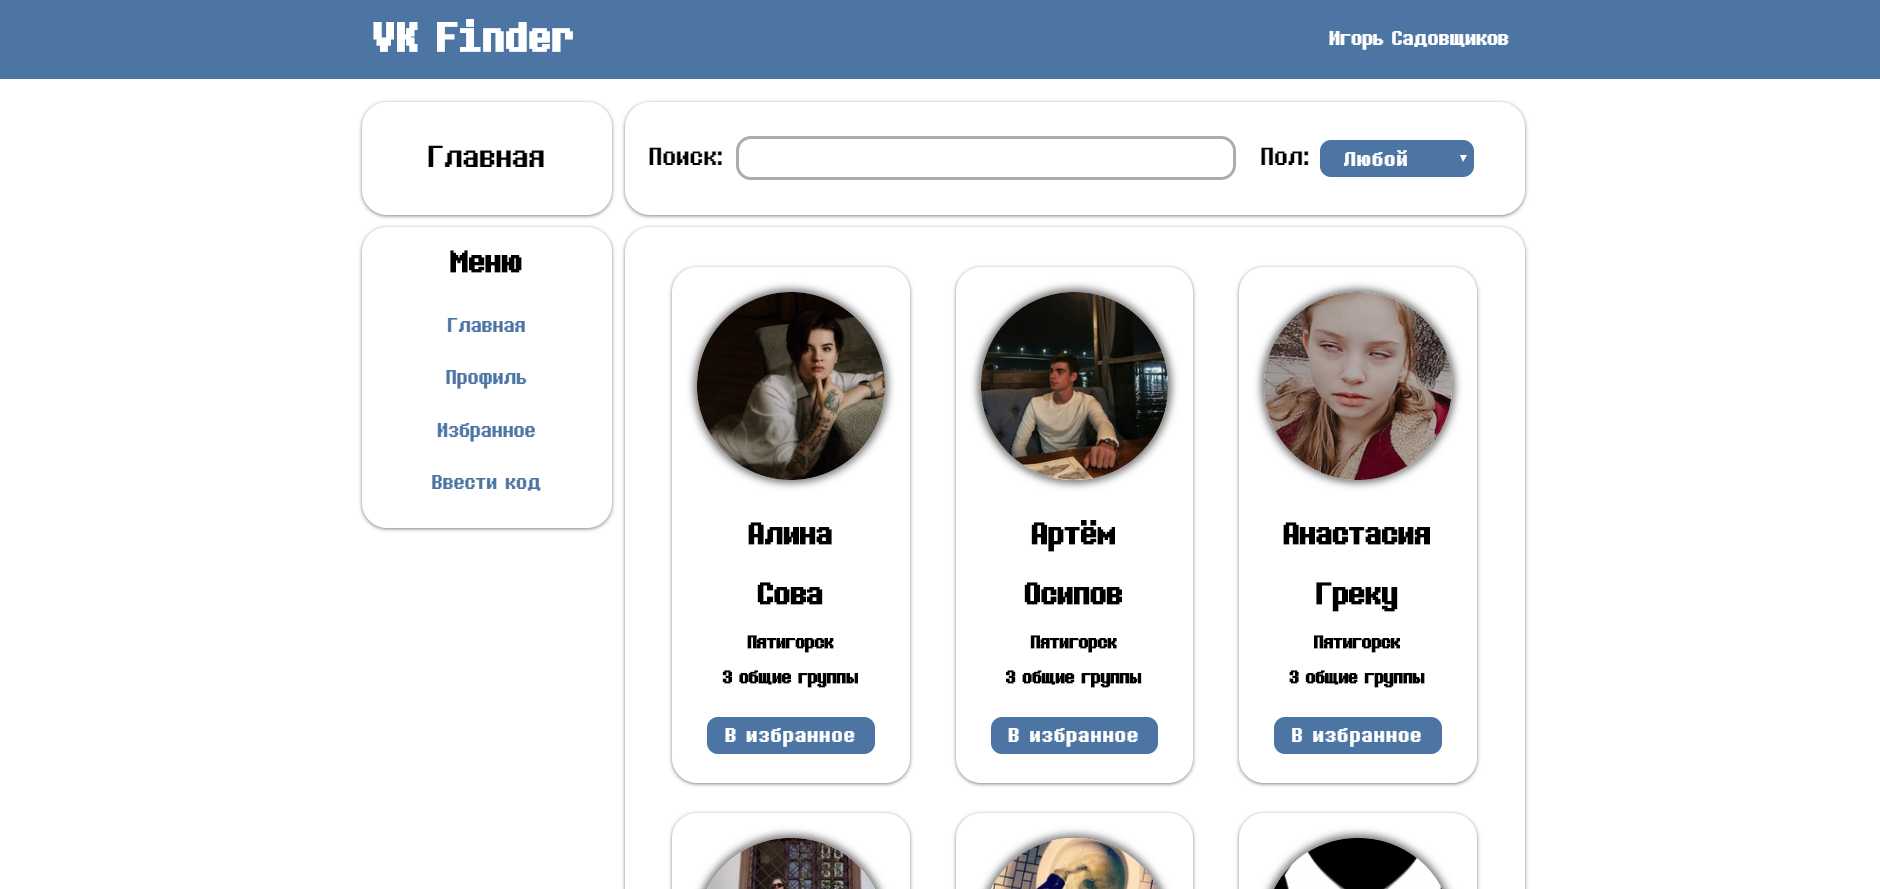 VK Finder
Игорь Садовщиков
Главная
Поиск:
Пол: Любой
Меню
Главная
Профиль
Избранное
Ввести код
Алина
Сова
Пятигорск
3 общие группы
В избранное
Артём
Осипов
Пятигорск
3 общие группы
В избранное
Анастасия
Греку
Пятигорск
3 общие группы
В избранное